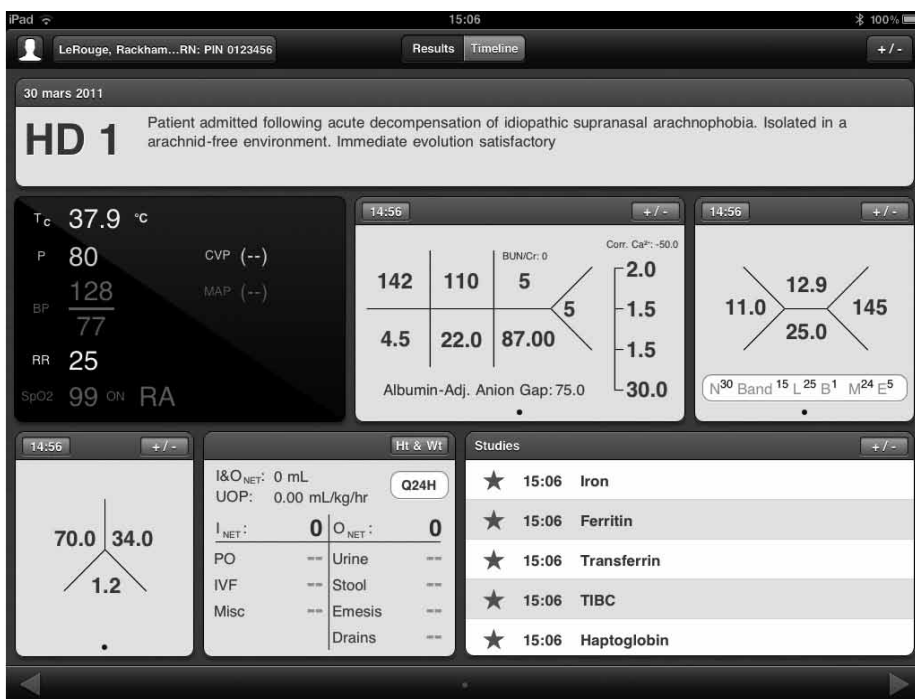 iPad
15:06
100%
LeRouge, Rackham...RN: PIN 0123456
Results
Timeline
+ / -
30 mars 2011
HD 1
Patient admitted following acute decompensation of idiopathic supranasal arachnophobia. Isolated in a
arachnid-free environment. Immediate evolution satisfactory
Tc 37.9 °C
P 80
CVP (--)
BP 128
77
MAP (--)
RR 25
SpO2 99 ON RA
14:56
+ / -
BUN/Cr: 0
Corr. Ca²⁺: -50.0
142 110 5
5
4.5 22.0 87.00
2.0
1.5
1.5
30.0
Albumin-Adj. Anion Gap: 75.0
14:56
+ / -
12.9
11.0 145
25.0
N30 Band 15 L 25 B1 M24 E5
14:56
+ / -
70.0 34.0
1.2
Ht & Wt
I&O NET: 0 mL
UOP: 0.00 mL/kg/hr
Q24H
I NET: 0 O NET: 0
PO -- Urine --
IVF -- Stool --
Misc -- Emesis --
Drains --
Studies
+ / -
★ 15:06 Iron
★ 15:06 Ferritin
★ 15:06 Transferrin
★ 15:06 TIBC
★ 15:06 Haptoglobin